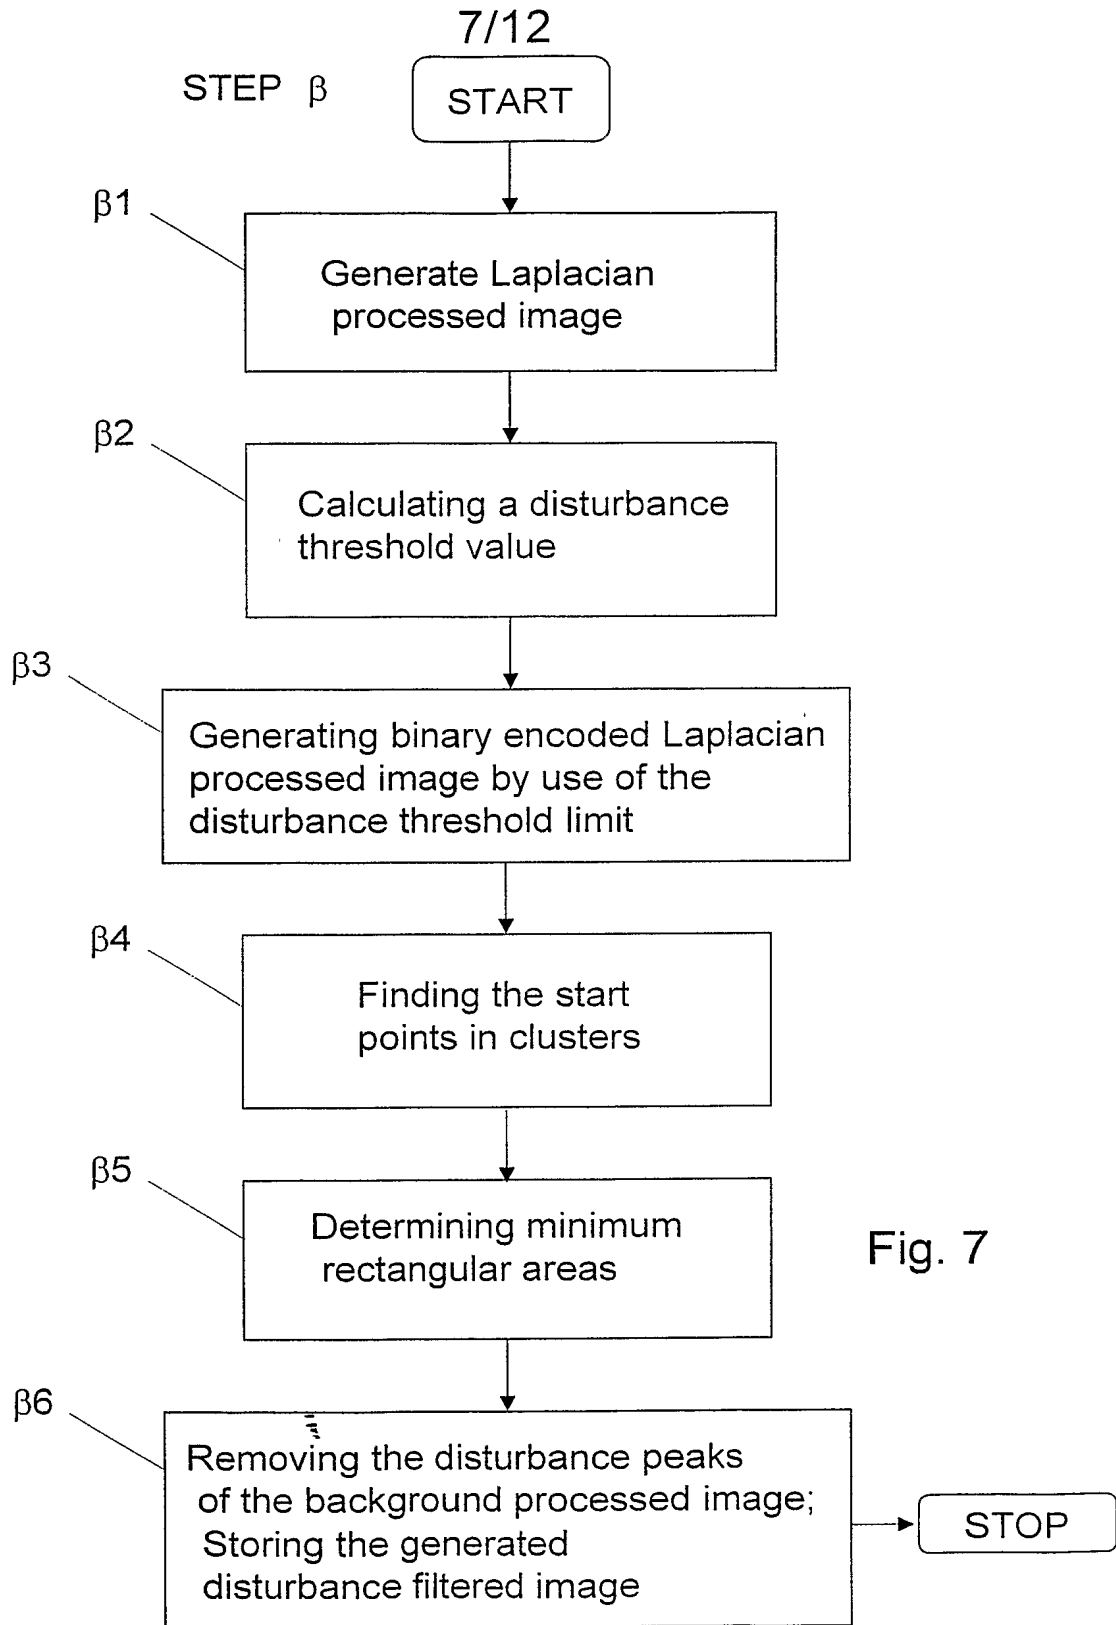 7/12
STEP β
START
β1
Generate Laplacian
processed image
β2
Calculating a disturbance
threshold value
β3
Generating binary encoded Laplacian
processed image by use of the
disturbance threshold limit
β4
Finding the start
points in clusters
β5
Determining minimum
rectangular areas
Fig. 7
β6
Removing the disturbance peaks
of the background processed image;
Storing the generated
disturbance filtered image
STOP